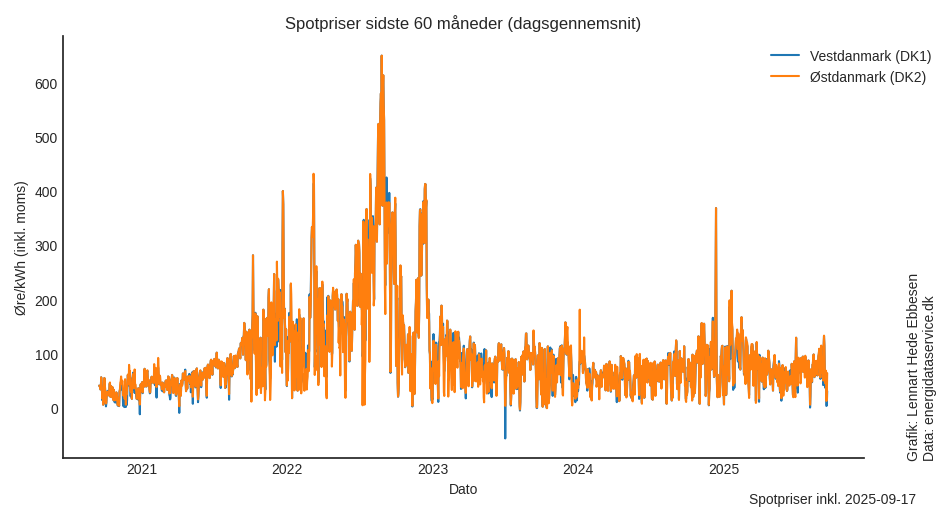 Spotpriser sidste 60 måneder (dagsgennemsnit)
Vestdanmark (DK1)
Østdanmark (DK2)
Øre/kWh (inkl. moms)
600
500
400
300
200
100
0
2021
2022
2023
2024
2025
Dato
Grafik: Lennart Hede Ebbesen
Data: energidataservice.dk
Spotpriser inkl. 2025-09-17